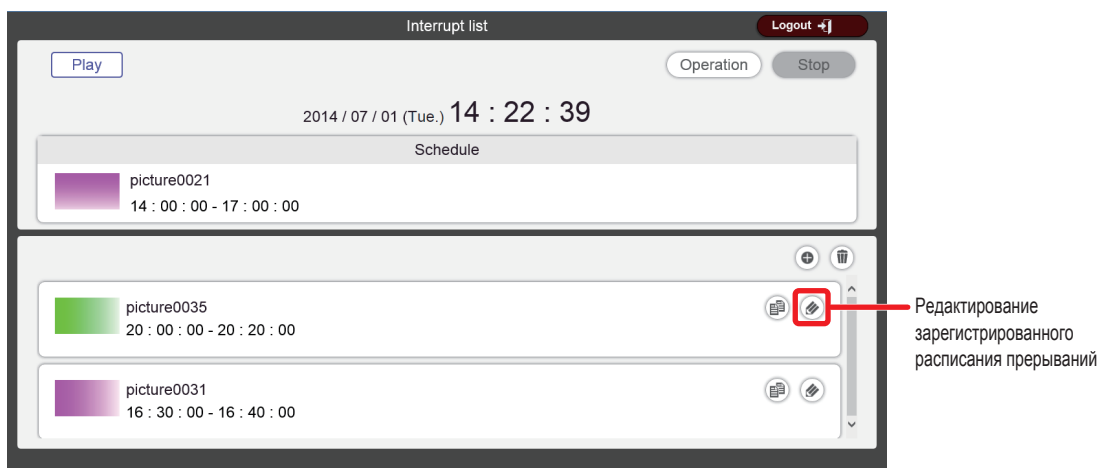 Interrupt list
Logout
Play
Operation
Stop
2014 / 07 / 01 (Tue.) 14 : 22 : 39
Schedule
picture0021
14 : 00 : 00 - 17 : 00 : 00
picture0035
20 : 00 : 00 - 20 : 20 : 00
Редактирование
зарегистрированного
расписания прерываний
picture0031
16 : 30 : 00 - 16 : 40 : 00